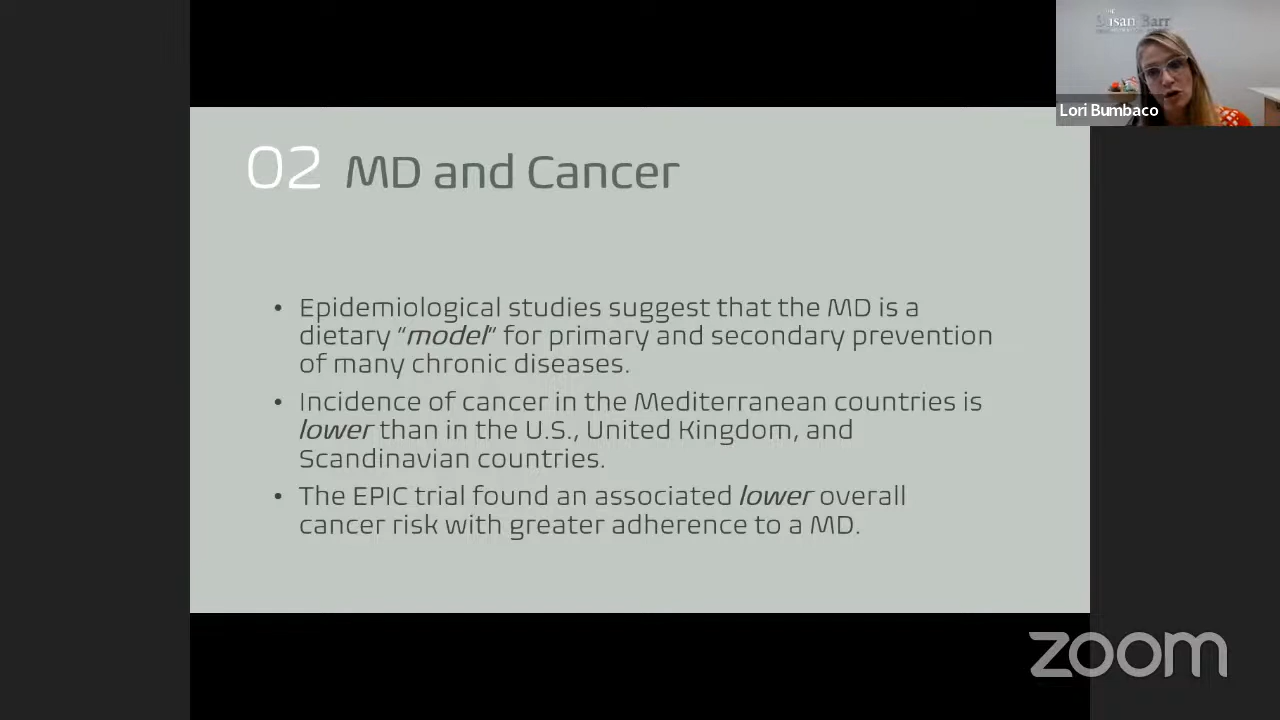 Barr
Lori Bumbaco
02 MD and Cancer
• Epidemiological studies suggest that the MD is a
dietary “model” for primary and secondary prevention
of many chronic diseases.
• Incidence of cancer in the Mediterranean countries is
lower than in the U.S., United Kingdom, and
Scandinavian countries.
• The EPIC trial found an associated lower overall
cancer risk with greater adherence to a MD.
zoom